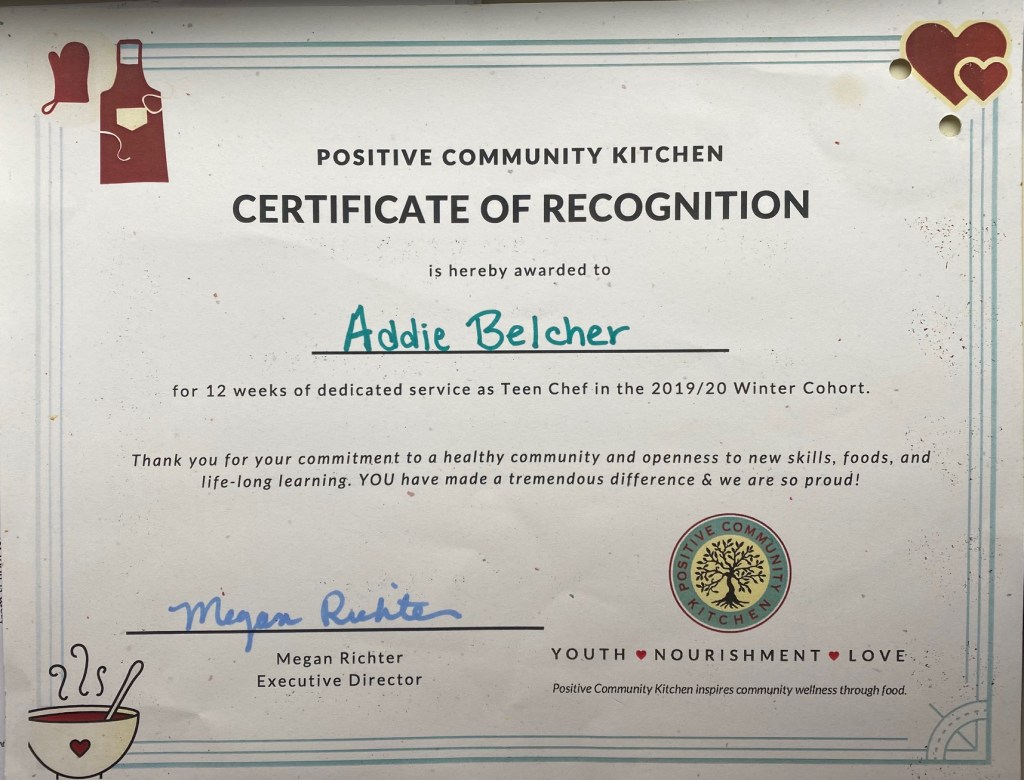 POSITIVE COMMUNITY KITCHEN
CERTIFICATE OF RECOGNITION
is hereby awarded to
Addie Belcher
for 12 weeks of dedicated service as Teen Chef in the 2019/20 Winter Cohort.
Thank you for your commitment to a healthy community and openness to new skills, foods, and
life-long learning. YOU have made a tremendous difference & we are so proud!
POSITIVE COMMUNITY KITCHEN
Megan Richter
Megan Richter
Executive Director
YOUTH ♥ NOURISHMENT ♥ LOVE
Positive Community Kitchen inspires community wellness through food.